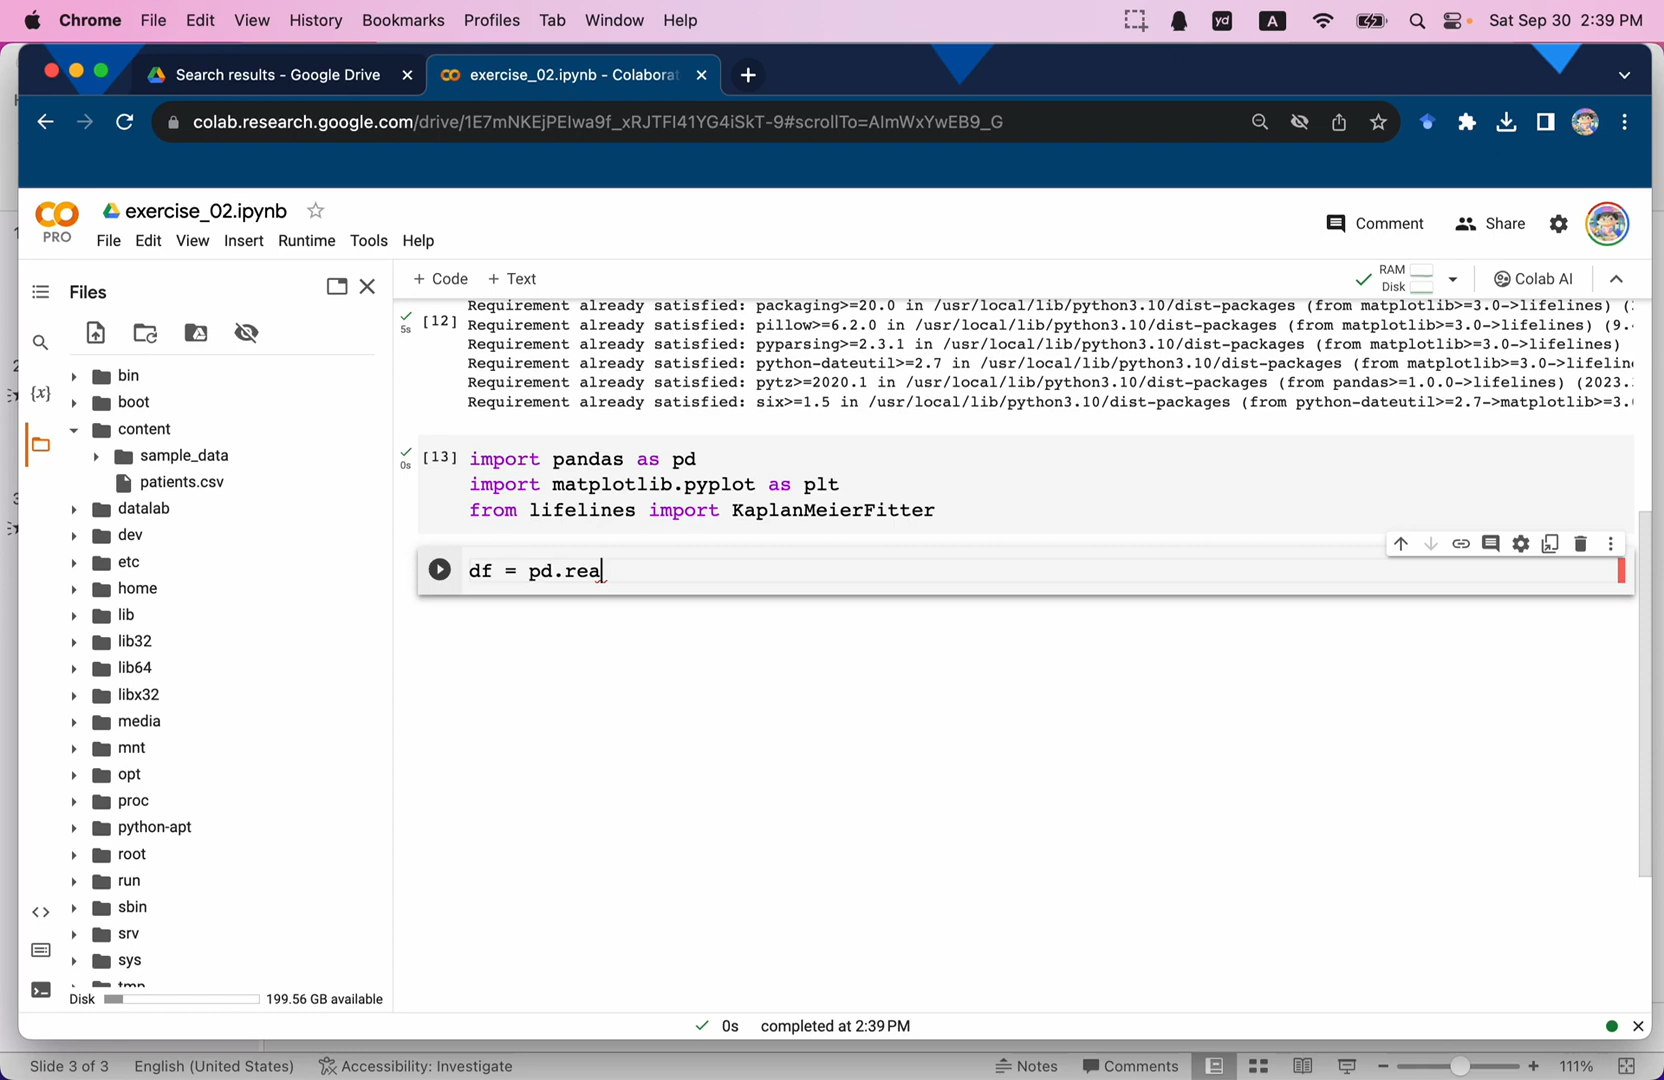 Chrome File Edit View History Bookmarks Profiles Tab Window Help yd A Sat Sep 30 2:39 PM
Search results - Google Drive exercise_02.ipynb - Colaborat
colab.research.google.com/drive/1E7mNKEjPEIwa9f_xRJTFI41YG4iSkT-9#scrollTo=AImWxYwEB9_G
CO exercise_02.ipynb
PRO
File Edit View Insert Runtime Tools Help
Comment Share
Files
+ Code + Text
RAM
Disk
Colab AI
[12]
5s
Requirement already satisfied: packaging>=20.0 in /usr/local/lib/python3.10/dist-packages (from matplotlib>=3.0->lifelines) (
Requirement already satisfied: pillow>=6.2.0 in /usr/local/lib/python3.10/dist-packages (from matplotlib>=3.0->lifelines) (9.
Requirement already satisfied: pyparsing>=2.3.1 in /usr/local/lib/python3.10/dist-packages (from matplotlib>=3.0->lifelines)
Requirement already satisfied: python-dateutil>=2.7 in /usr/local/lib/python3.10/dist-packages (from matplotlib>=3.0->lifeline
Requirement already satisfied: pytz>=2020.1 in /usr/local/lib/python3.10/dist-packages (from pandas>=1.0.0->lifelines) (2023.
Requirement already satisfied: six>=1.5 in /usr/local/lib/python3.10/dist-packages (from python-dateutil>=2.7->matplotlib>=3.0
[13]
0s
import pandas as pd
import matplotlib.pyplot as plt
from lifelines import KaplanMeierFitter
df = pd.rea
{x}
bin
boot
content
sample_data
patients.csv
datalab
dev
etc
home
lib
lib32
lib64
libx32
media
mnt
opt
proc
python-apt
root
run
sbin
srv
sys
tmp
Disk 199.56 GB available
0s completed at 2:39 PM
Slide 3 of 3 English (United States) Accessibility: Investigate Notes Comments 111%